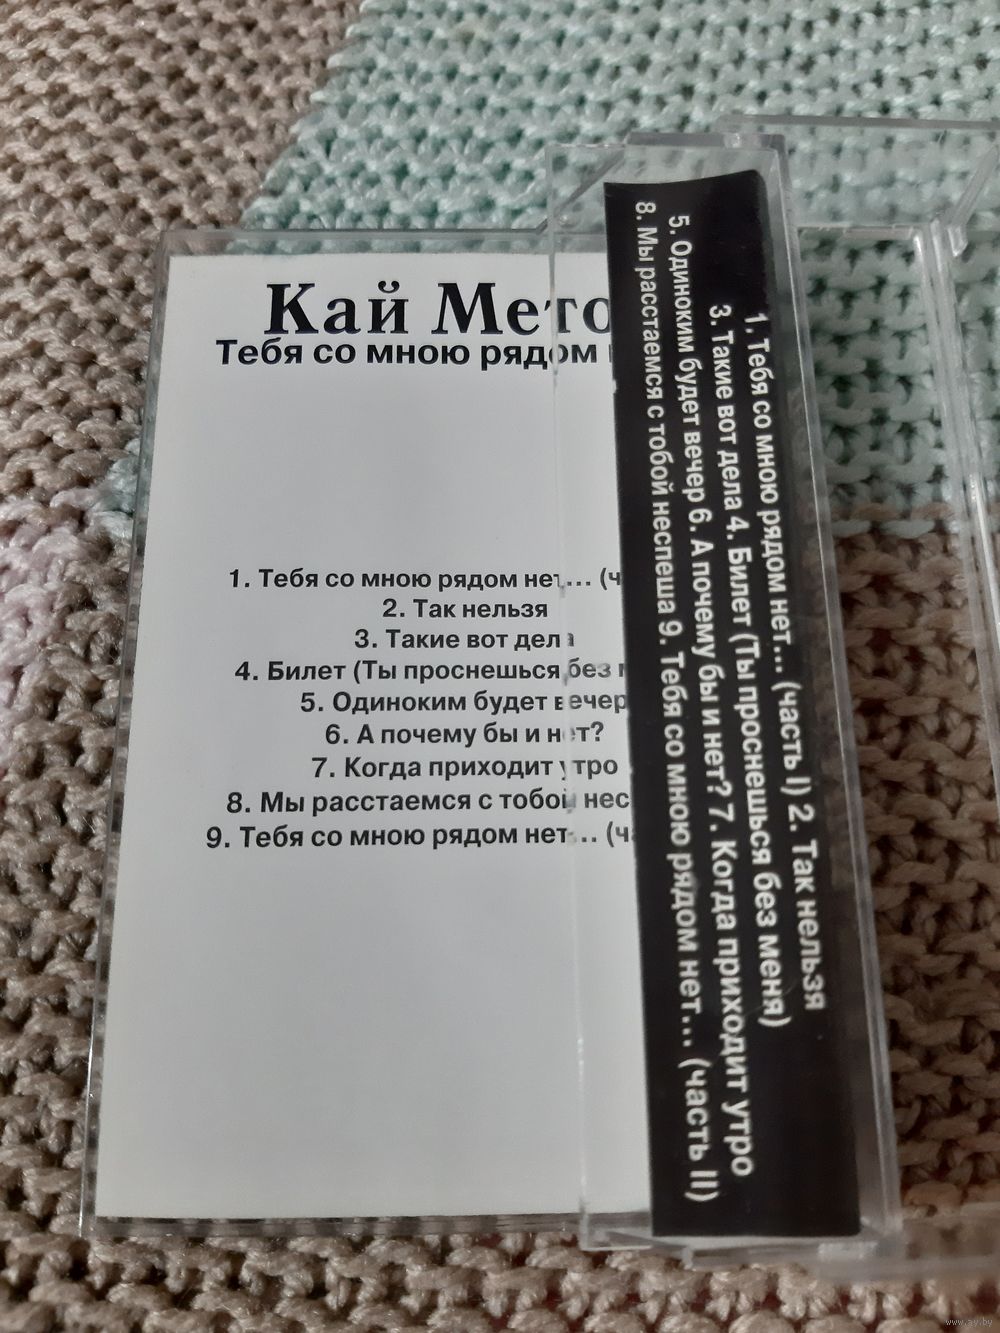 Кай Мето
Тебя со мною рядом
1. Тебя со мною рядом нет... (ч
2. Так нельзя
3. Такие вот дела
4. Билет (Ты проснешься без
5. Одиноким будет вечер
6. А почему бы и нет?
7. Когда приходит утро
8. Мы расстаемся с тобой нес
9. Тебя со мною рядом нет... (ча
1. Тебя со мною рядом нет... (часть I) 2. Так нельзя
3. Такие вот дела 4. Билет (Ты проснешься без меня)
5. Одиноким будет вечер 6. А почему бы и нет? 7. Когда приходит утро
8. Мы расстаемся с тобой неспеша 9. Тебя со мною рядом нет... (часть II)
www.ay.by